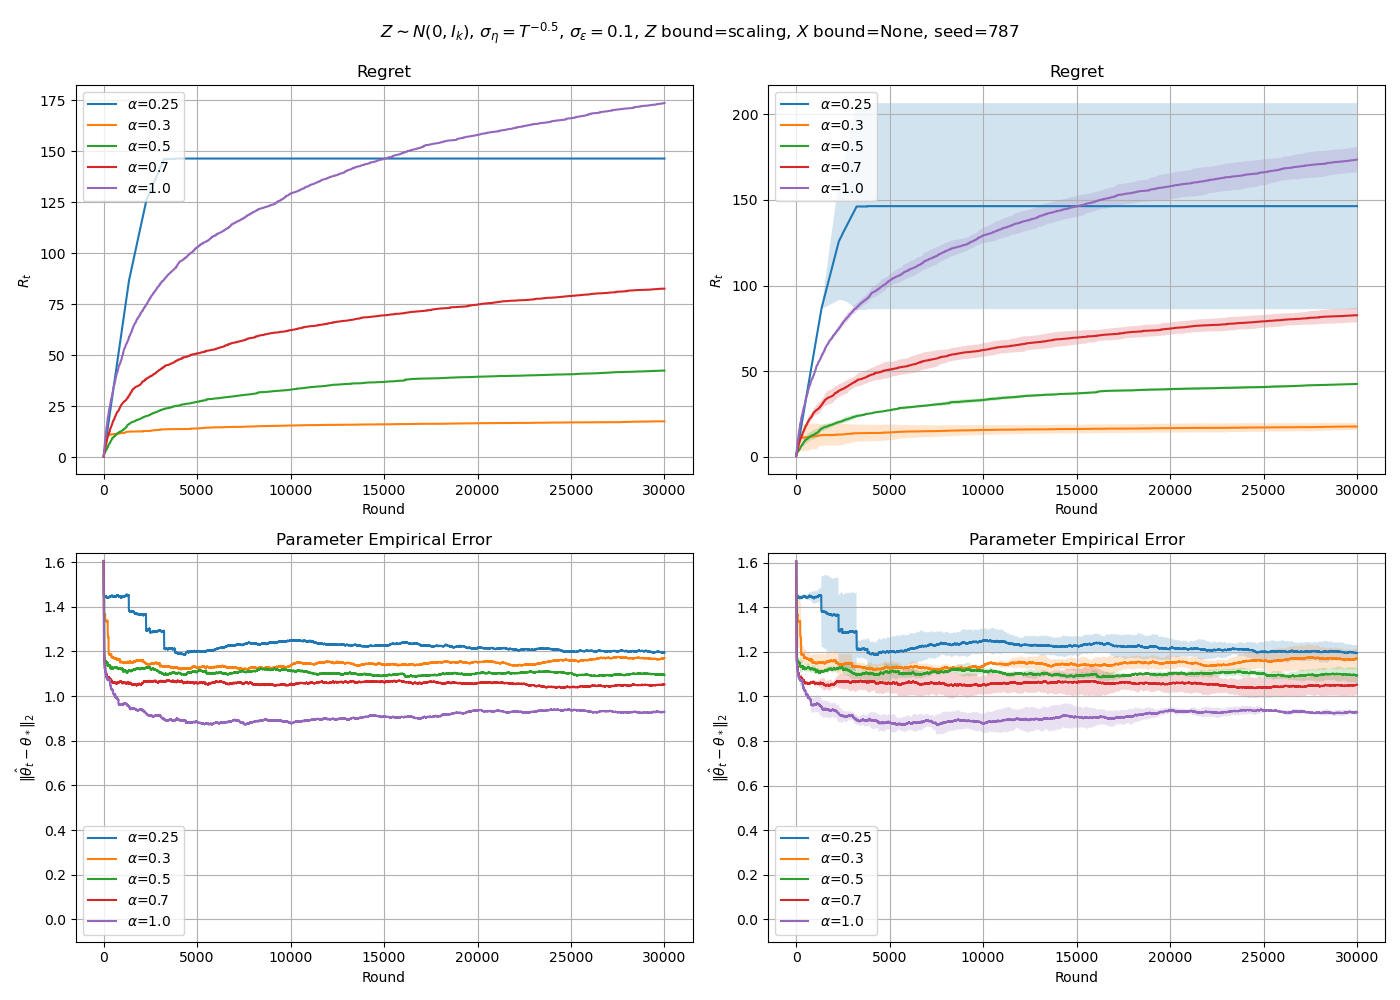 Z ∼ N(0, I_k), σ_η = T^{−0.5}, σ_ε = 0.1, Z bound=scaling, X bound=None, seed=787
Regret
R_t
175
150
125
100
75
50
25
0
α=0.25
α=0.3
α=0.5
α=0.7
α=1.0
0 5000 10000 15000 20000 25000 30000
Round
Regret
R_t
200
150
100
50
0
α=0.25
α=0.3
α=0.5
α=0.7
α=1.0
0 5000 10000 15000 20000 25000 30000
Round
Parameter Empirical Error
‖θ̂_t − θ_*‖_2
1.6
1.4
1.2
1.0
0.8
0.6
0.4
0.2
0.0
α=0.25
α=0.3
α=0.5
α=0.7
α=1.0
0 5000 10000 15000 20000 25000 30000
Round
Parameter Empirical Error
‖θ̂_t − θ_*‖_2
1.6
1.4
1.2
1.0
0.8
0.6
0.4
0.2
0.0
α=0.25
α=0.3
α=0.5
α=0.7
α=1.0
0 5000 10000 15000 20000 25000 30000
Round